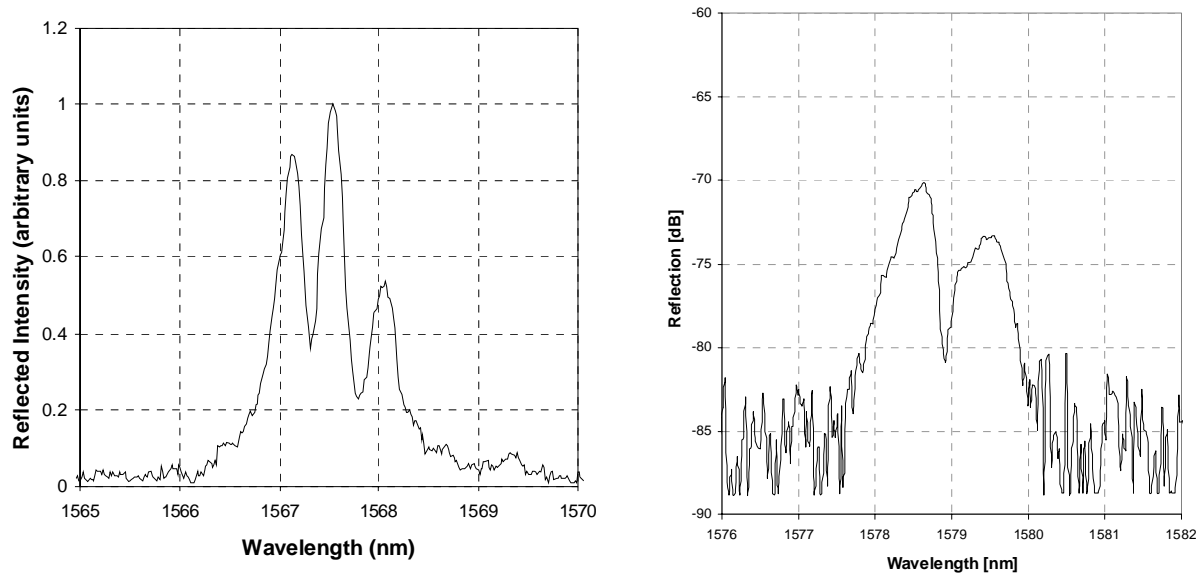 Reflected Intensity (arbitrary units)
1.2
1
0.8
0.6
0.4
0.2
0
1565 1566 1567 1568 1569 1570
Wavelength (nm)
Reflection [dB]
-60
-65
-70
-75
-80
-85
-90
1576 1577 1578 1579 1580 1581 1582
Wavelength [nm]